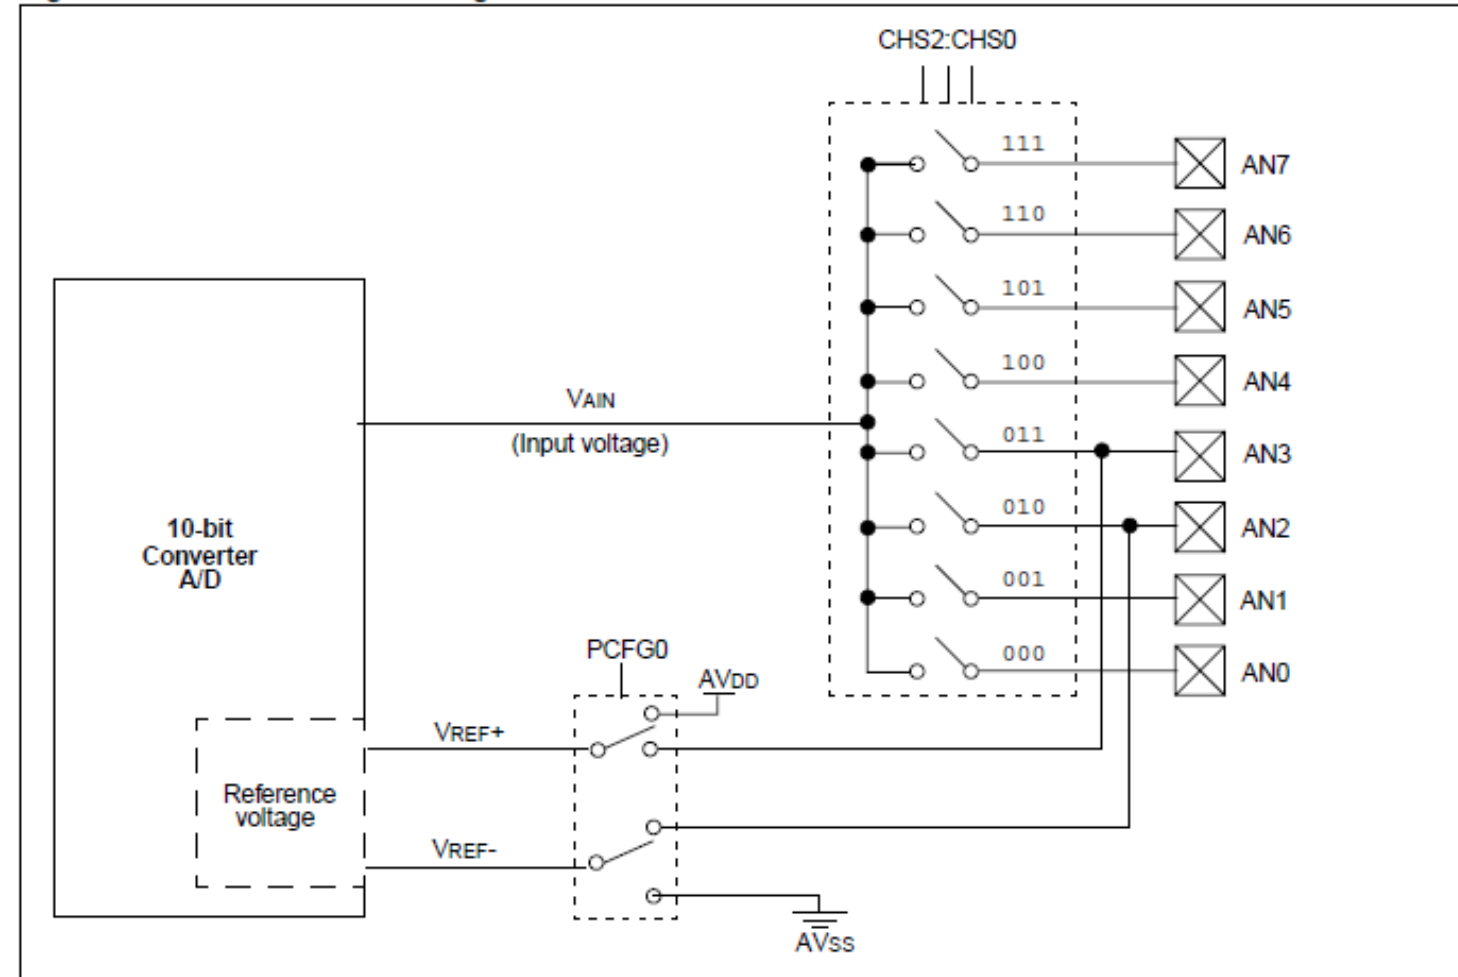 CHS2:CHS0
111
AN7
110
AN6
101
AN5
100
AN4
VAIN
(Input voltage)
011
AN3
010
AN2
10-bit
Converter
A/D
001
AN1
PCFG0
000
AN0
AVDD
VREF+
Reference
voltage
VREF-
AVSS